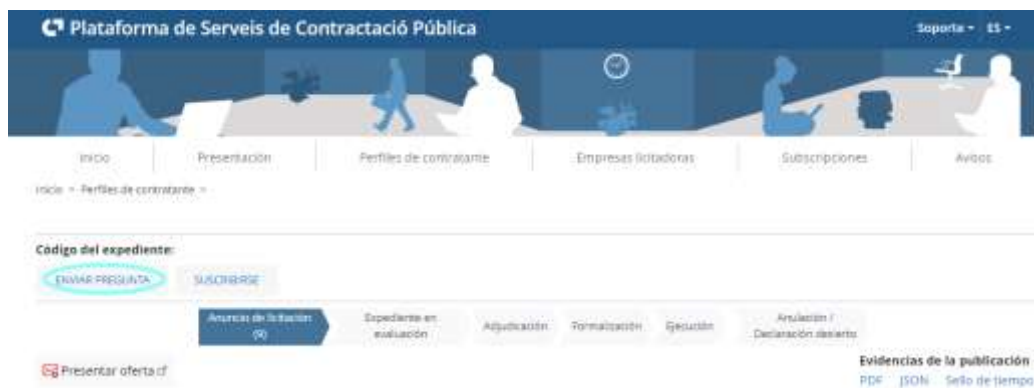 Plataforma de Serveis de Contractació Pública
Soporte ES
Inicio Presentación Perfiles de contratante Empresas licitadoras Subscripciones Avisos
Inicio > Perfiles de contratante >
Código del expediente:
ENVIAR PREGUNTA SUSCRIBIRSE
Anuncio de licitación Expediente en evaluación Adjudicación Formalización Ejecución Anulación / Declaración desierto
Evidencias de la publicación
Presentar oferta
PDF JSON Sello de tiempo